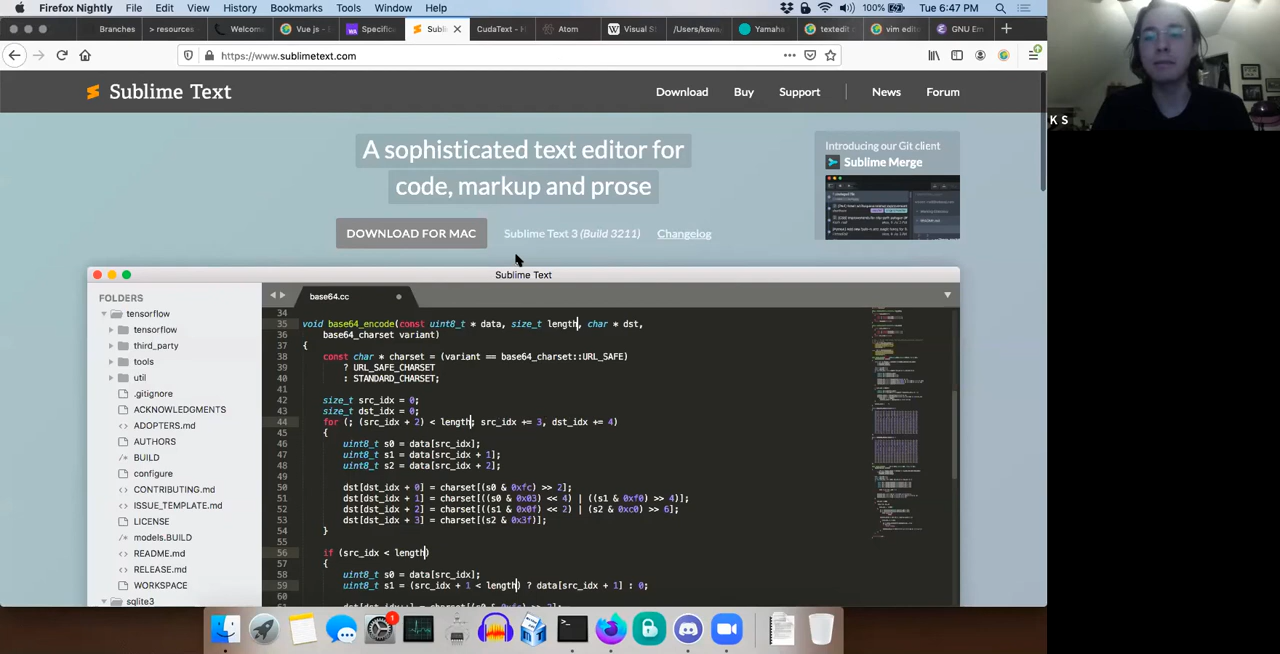 Firefox Nightly File Edit View History Bookmarks Tools Window Help 100% Tue 6:47 PM
Branches > resources Welcom Vue js - Specifica Subli CudaText - H Atom Visual S /Users/kswa Yamaha textedit vim edito GNU Em
https://www.sublimetext.com
Sublime Text Download Buy Support News Forum
K S
A sophisticated text editor for
code, markup and prose
Introducing our Git client
Sublime Merge
DOWNLOAD FOR MAC Sublime Text 3 (Build 3211) Changelog
Sublime Text
FOLDERS
tensorflow
tensorflow
third_party
tools
util
.gitignore
ACKNOWLEDGMENTS
ADOPTERS.md
AUTHORS
BUILD
configure
CONTRIBUTING.md
ISSUE_TEMPLATE.md
LICENSE
models.BUILD
README.md
RELEASE.md
WORKSPACE
sqlite3
base64.cc
34
35 void base64_encode(const uint8_t * data, size_t length, char * dst,
36 base64_charset variant)
37 {
38 const char * charset = (variant == base64_charset::URL_SAFE)
39 ? URL_SAFE_CHARSET
40 : STANDARD_CHARSET;
41
42 size_t src_idx = 0;
43 size_t dst_idx = 0;
44 for (; (src_idx + 2) < length; src_idx += 3, dst_idx += 4)
45 {
46 uint8_t s0 = data[src_idx];
47 uint8_t s1 = data[src_idx + 1];
48 uint8_t s2 = data[src_idx + 2];
49
50 dst[dst_idx + 0] = charset[(s0 & 0xfc) >> 2];
51 dst[dst_idx + 1] = charset[((s0 & 0x03) << 4) | ((s1 & 0xf0) >> 4)];
52 dst[dst_idx + 2] = charset[((s1 & 0x0f) << 2) | (s2 & 0xc0) >> 6];
53 dst[dst_idx + 3] = charset[(s2 & 0x3f)];
54 }
55
56 if (src_idx < length)
57 {
58 uint8_t s0 = data[src_idx];
59 uint8_t s1 = (src_idx + 1 < length) ? data[src_idx + 1] : 0;
60
1